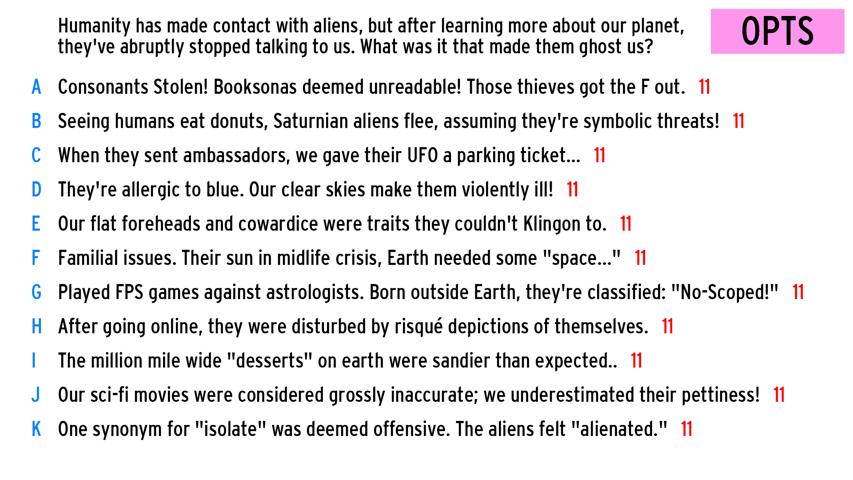 Humanity has made contact with aliens, but after learning more about our planet,
they've abruptly stopped talking to us. What was it that made them ghost us?
OPTS
A Consonants Stolen! Booksonas deemed unreadable! Those thieves got the F out. 11
B Seeing humans eat donuts, Saturnian aliens flee, assuming they're symbolic threats! 11
C When they sent ambassadors, we gave their UFO a parking ticket... 11
D They're allergic to blue. Our clear skies make them violently ill! 11
E Our flat foreheads and cowardice were traits they couldn't Klingon to. 11
F Familial issues. Their sun in midlife crisis, Earth needed some "space..." 11
G Played FPS games against astrologists. Born outside Earth, they're classified: "No-Scoped!" 11
H After going online, they were disturbed by risqué depictions of themselves. 11
I The million mile wide "desserts" on earth were sandier than expected.. 11
J Our sci-fi movies were considered grossly inaccurate; we underestimated their pettiness! 11
K One synonym for "isolate" was deemed offensive. The aliens felt "alienated." 11